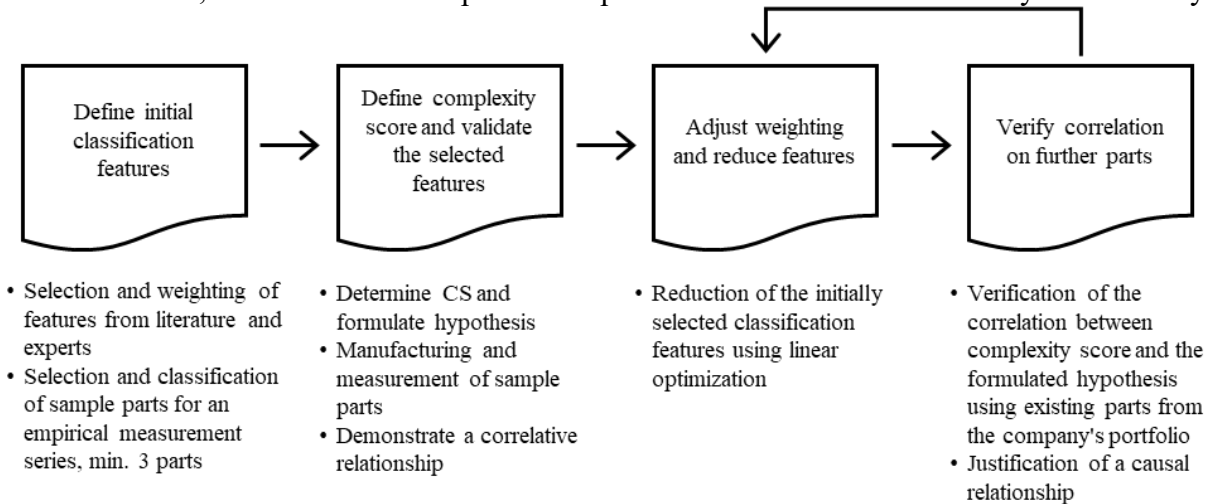 Define initial
classification
features
Define complexity
score and validate
the selected
features
Adjust weighting
and reduce features
Verify correlation
on further parts
• Selection and weighting of
features from literature and
experts
• Selection and classification
of sample parts for an
empirical measurement
series, min. 3 parts
• Determine CS and
formulate hypothesis
• Manufacturing and
measurement of sample
parts
• Demonstrate a correlative
relationship
• Reduction of the initially
selected classification
features using linear
optimization
• Verification of the
correlation between
complexity score and the
formulated hypothesis
using existing parts from
the company's portfolio
• Justification of a causal
relationship